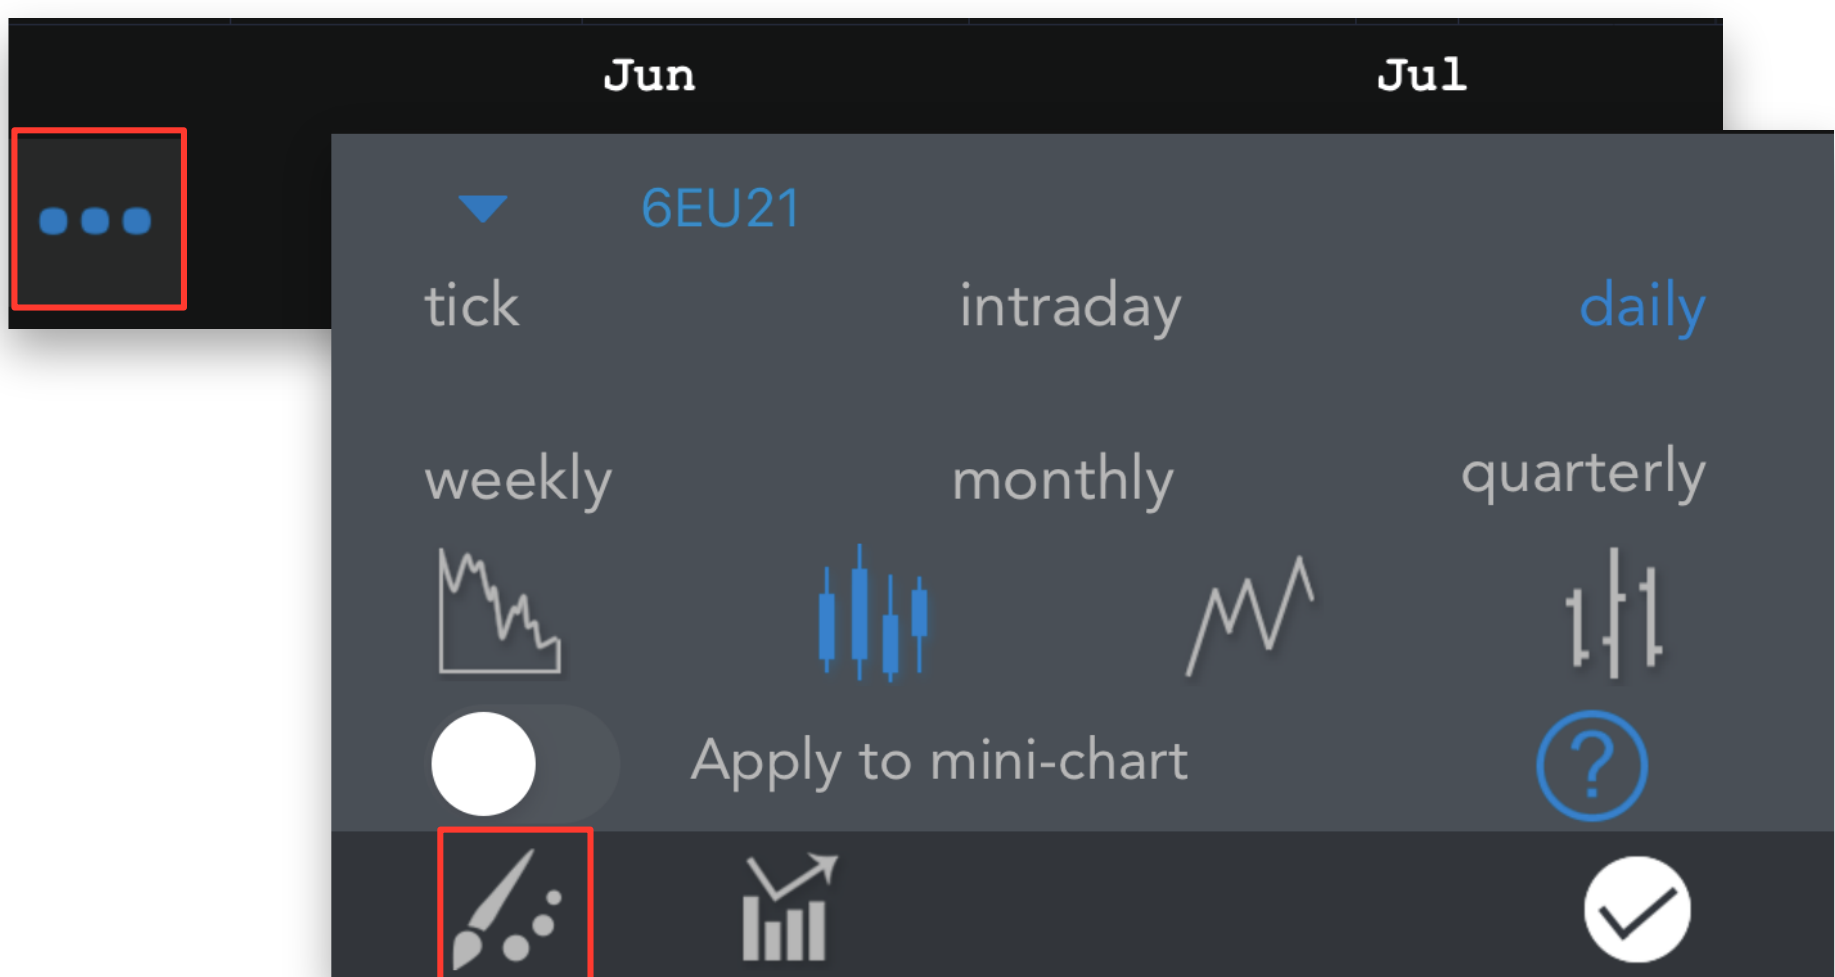 Jun Jul
6EU21
tick intraday daily
weekly monthly quarterly
Apply to mini-chart ?